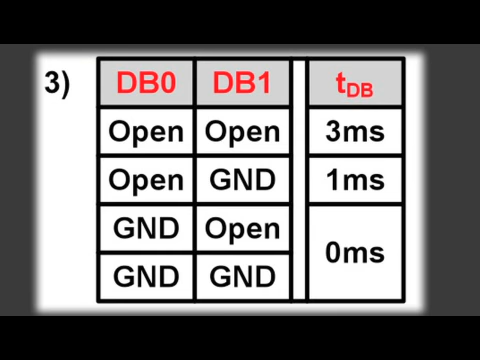 3) DB0 DB1 tDB
Open Open 3ms
Open GND 1ms
GND Open 0ms
GND GND